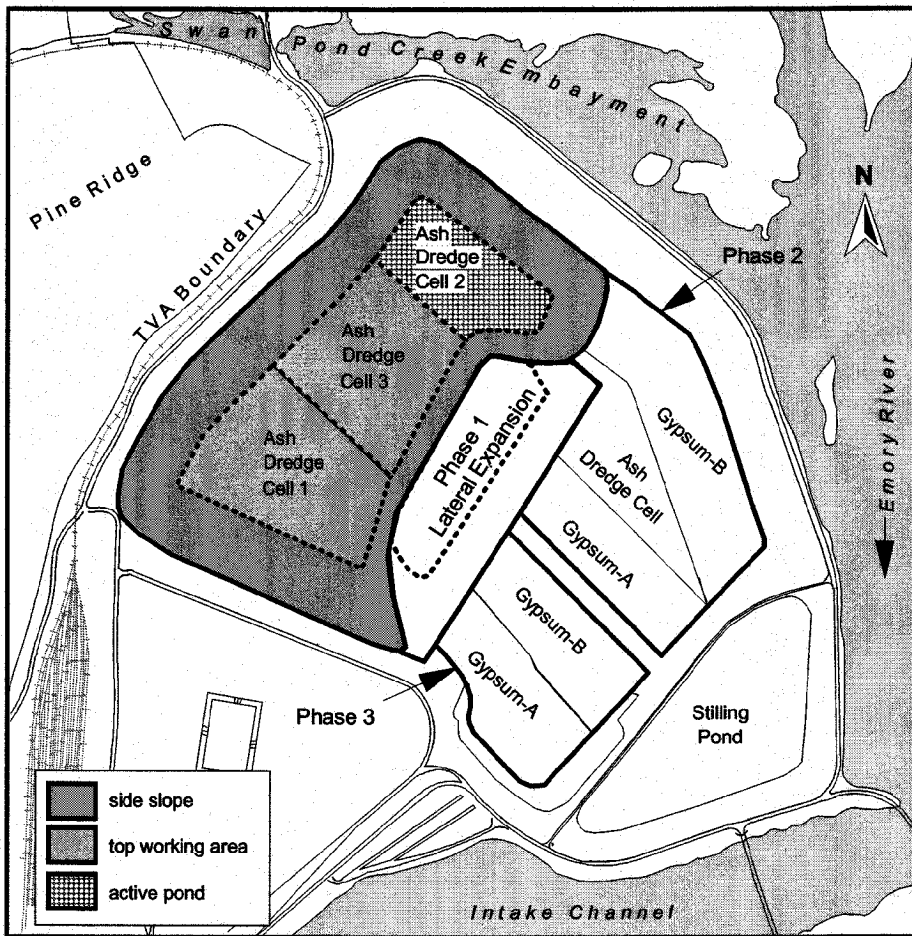 Swan Pond Creek Embayment
Pine Ridge
TVA Boundary
N
Phase 2
Ash
Dredge
Cell 2
Ash
Dredge
Cell 3
Ash
Dredge
Cell 1
Phase 1
Lateral Expansion
Gypsum-B
Ash
Dredge Cell
Gypsum-A
Emory River
Gypsum-B
Gypsum-A
Phase 3
Stilling
Pond
side slope
top working area
active pond
Intake Channel